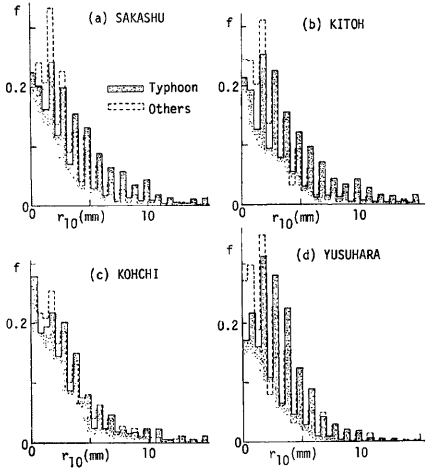 f
(a) SAKASHU
0.2
Typhoon
Others
0
0 10
r10(mm)
f
(b) KITOH
0.2
0
0 10
r10(mm)
f
(c) KOHCHI
0.2
0
0 10
r10(mm)
f
(d) YUSUHARA
0.2
0
0 10
r10(mm)